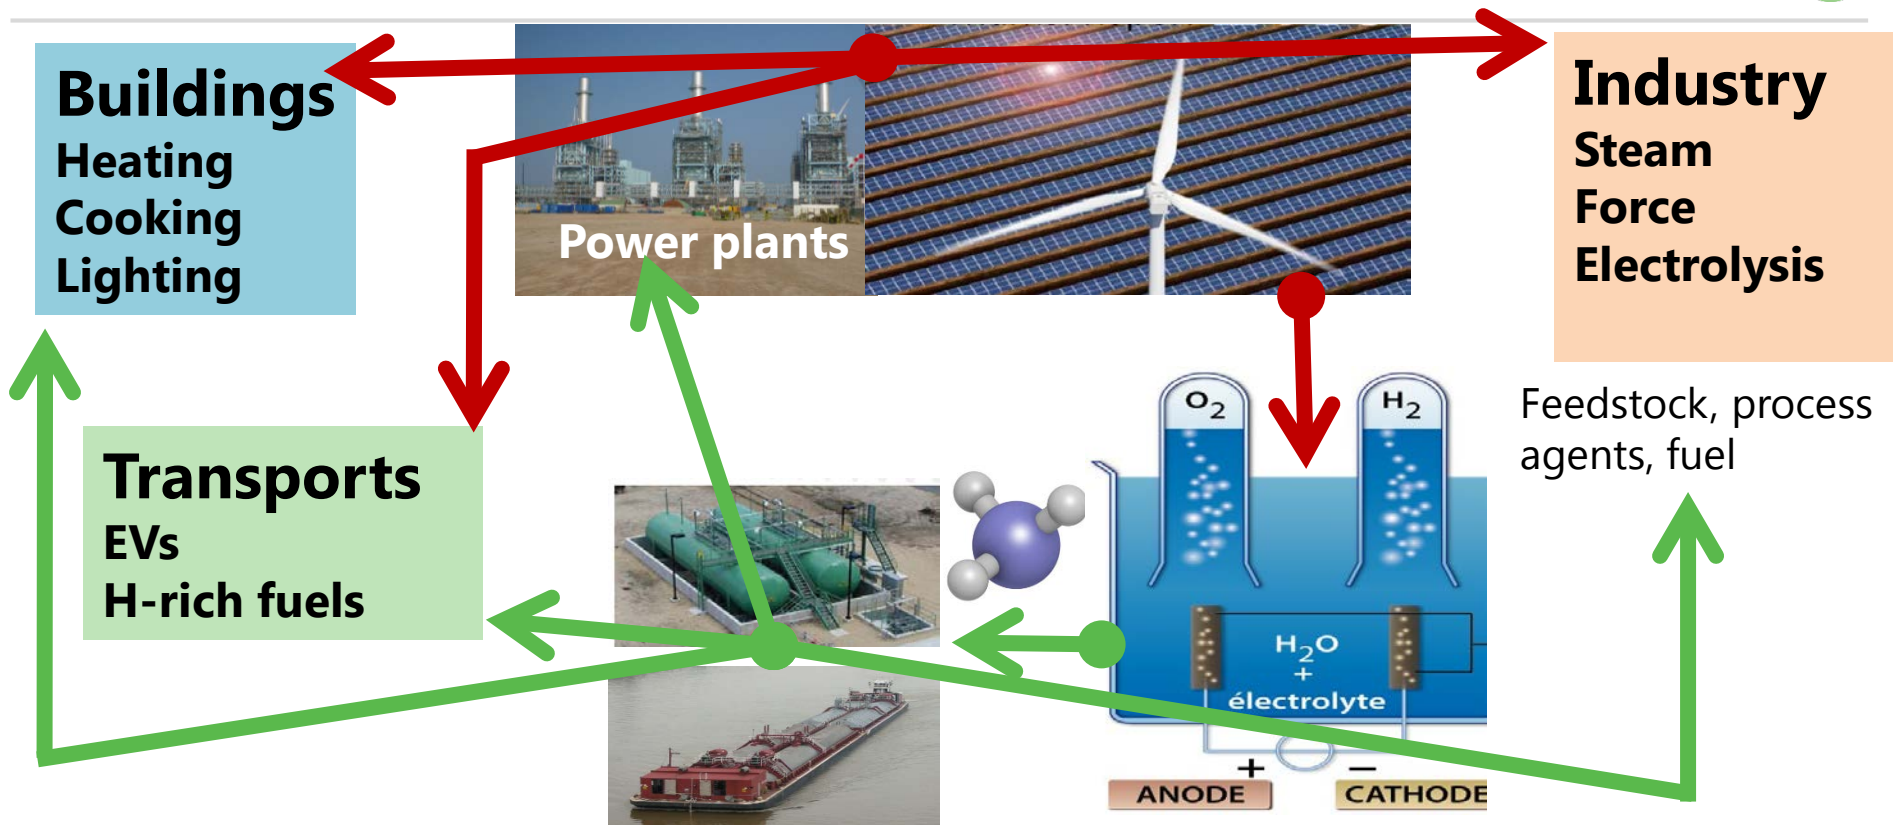 Buildings
Heating
Cooking
Lighting
Power plants
Industry
Steam
Force
Electrolysis
Feedstock, process
agents, fuel
Transports
EVs
H-rich fuels
O₂
H₂
H₂O
+
électrolyte
+
−
ANODE
CATHODE